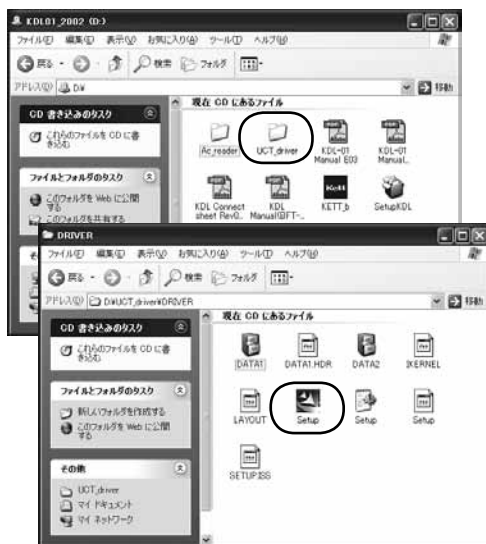 KDL01_2002 (D:)
ファイル(F) 編集(E) 表示(V) お気に入り(A) ツール(T) ヘルプ(H)
戻る 検索 フォルダ
アドレス(D) D:¥ 移動
CD 書き込みのタスク
これらのファイルを CD に書き込む
ファイルとフォルダのタスク
このフォルダを Web に公開する
このフォルダを共有する
現在 CD にあるファイル
Ac_reader UCT_driver KDL-01 Manual E03 KDL-01 Manual...
KDL Connect sheet Rev0... KDL Manual(@FT-... KETT_b SetupKDL
Kett
DRIVER
ファイル(F) 編集(E) 表示(V) お気に入り(A) ツール(T) ヘルプ(H)
戻る 検索 フォルダ
アドレス(D) D:¥UCT_driver¥DRIVER 移動
CD 書き込みのタスク
これらのファイルを CD に書き込む
ファイルとフォルダのタスク
新しいフォルダを作成する
このフォルダを Web に公開する
その他
UCT_driver
マイ ドキュメント
マイ ネットワーク
現在 CD にあるファイル
DATA1 DATA1.HDR DATA2 IKERNEL
LAYOUT Setup Setup Setup
SETUP.ISS